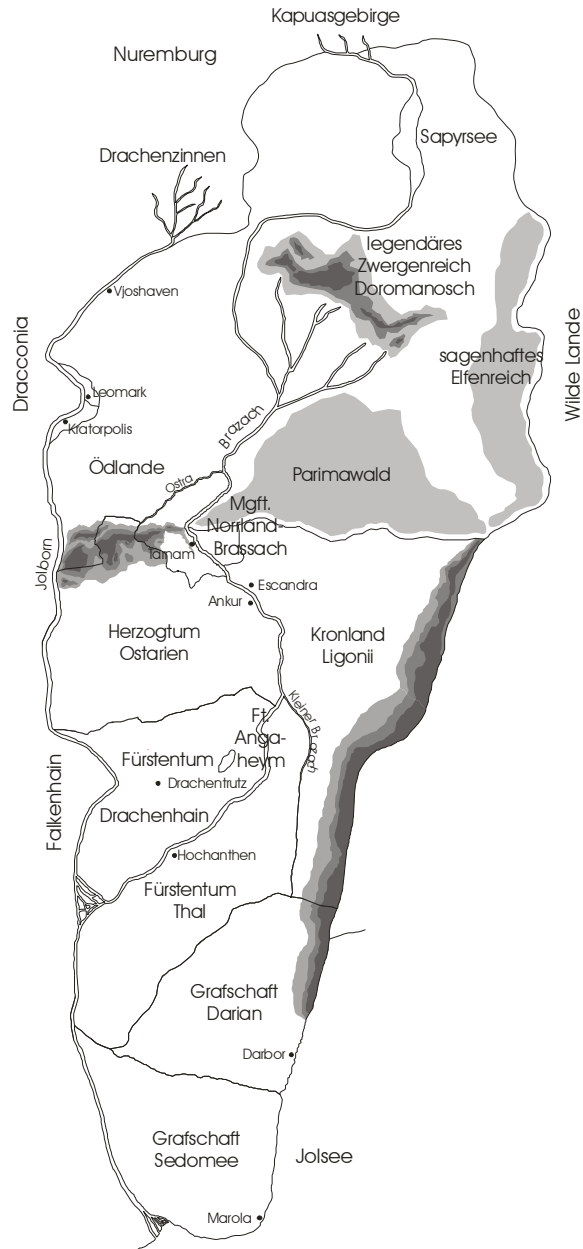 Kapuasgebirge
Nuremburg
Sapyrsee
Drachenzinnen
legendäres
Zwergenreich
Doromanosch
Vjoshaven
Dracconia
sagenhaftes
Elfenreich
Wilde Lande
Leomark
Kratorpolis
Brazach
Ödlande
Ostra
Parimawald
Mgft.
Norrland-
Brassach
Tamam
Jolborn
Escandra
Ankur
Herzogtum
Ostarien
Kronland
Ligonii
Kleiner Brazach
Ft.
Anga-
heym
Fürstentum
Drachentrutz
Drachenhain
Falkenhain
Hochanthen
Fürstentum
Thal
Grafschaft
Darian
Darbor
Grafschaft
Sedomee
Jolsee
Marola